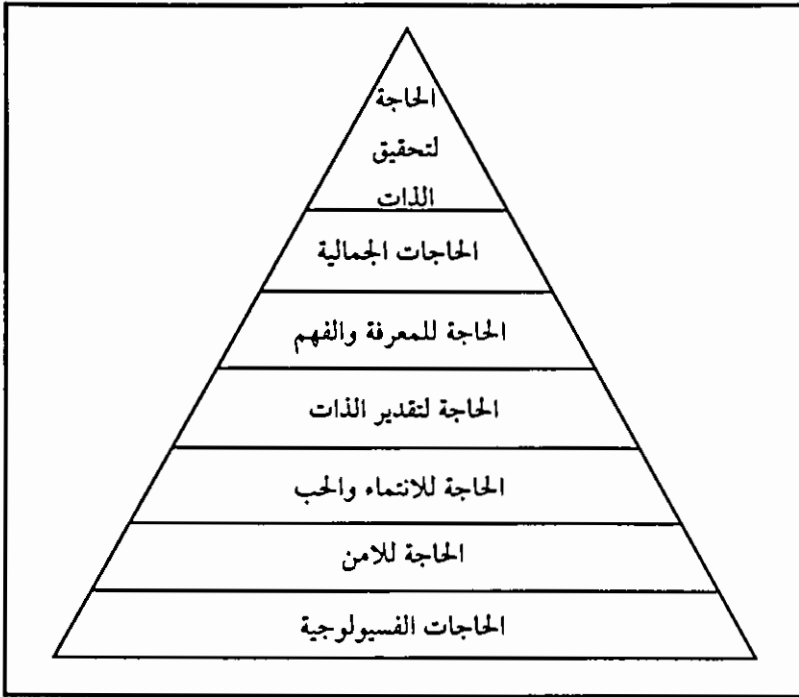 الحاجة
لتحقيق
الذات
الحاجات الجمالية
الحاجة للمعرفة والفهم
الحاجة لتقدير الذات
الحاجة للانتماء والحب
الحاجة للامن
الحاجات الفسيولوجية